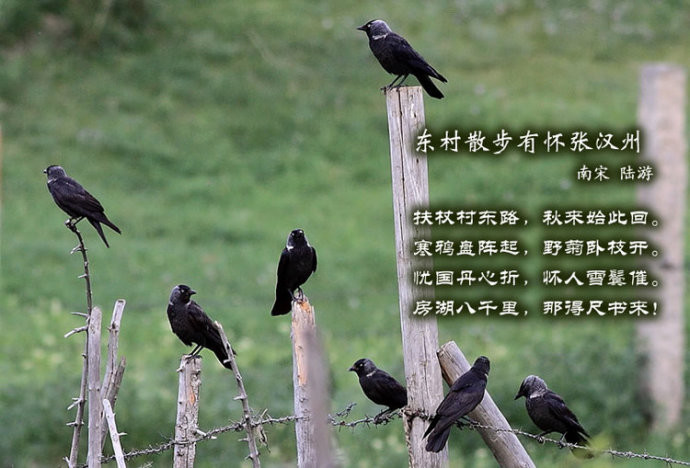 东村散步有怀张汉州
南宋 陆游
扶杖村东路，秋来始此回。
寒鸦盘阵起，野菊卧枝开。
忧国丹心折，怀人雪鬓催。
房湖八千里，那得尺书来！